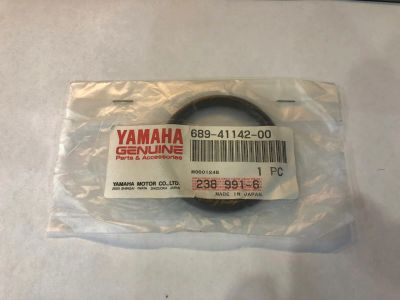 689-41142-00
YAMAHA
GENUINE
Parts & Accessories
1 PC
YAMAHA MOTOR CO.,LTD.
238 991-6
MADE IN JAPAN